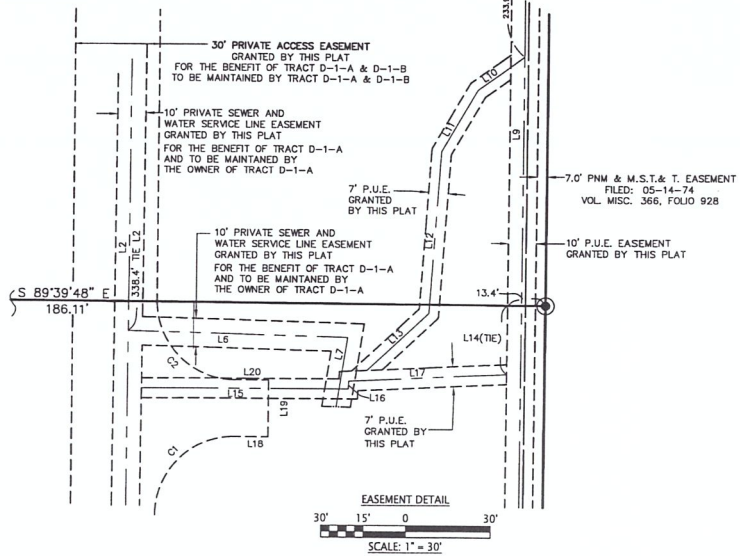 233.0
30' PRIVATE ACCESS EASEMENT
GRANTED BY THIS PLAT
FOR THE BENEFIT OF TRACT D-1-A & D-1-B
TO BE MAINTAINED BY TRACT D-1-A & D-1-B
L10
10' PRIVATE SEWER AND
WATER SERVICE LINE EASEMENT
GRANTED BY THIS PLAT
FOR THE BENEFIT OF TRACT D-1-A
AND TO BE MAINTANED BY
THE OWNER OF TRACT D-1-A
L11
L9
7' P.U.E.
GRANTED
BY THIS PLAT
7.0' PNM & M.S.T.& T. EASEMENT
FILED: 05-14-74
VOL. MISC. 366, FOLIO 928
10' PRIVATE SEWER AND
WATER SERVICE LINE EASEMENT
GRANTED BY THIS PLAT
FOR THE BENEFIT OF TRACT D-1-A
AND TO BE MAINTANED BY
THE OWNER OF TRACT D-1-A
L2
338.4' TIE L2
L12
10' P.U.E. EASEMENT
GRANTED BY THIS PLAT
S 89°39'48" E
186.11'
13.4'
L6
L7
L13
L14(TIE)
C2
L20
L17
L15
L19
L16
7' P.U.E.
GRANTED BY
THIS PLAT
C1
L18
EASEMENT DETAIL
30' 15' 0 30'
SCALE: 1" = 30'